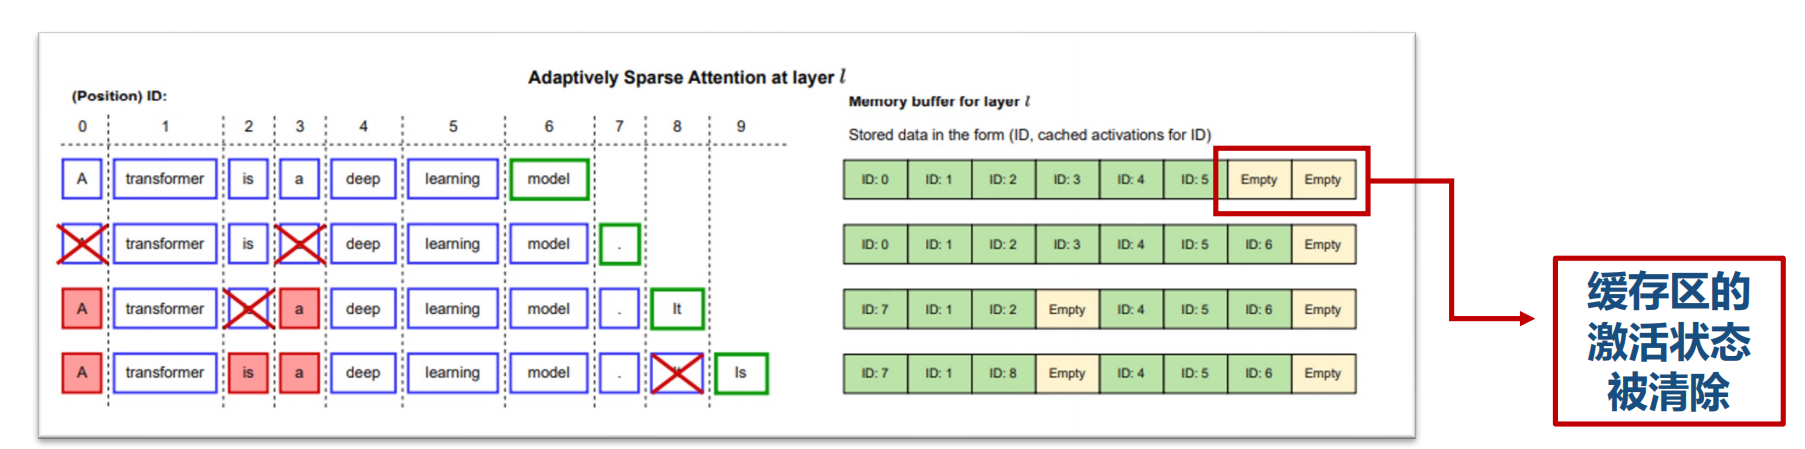 Adaptively Sparse Attention at layer l
(Position) ID:
0 1 2 3 4 5 6 7 8 9
A transformer is a deep learning model
transformer is deep learning model .
A transformer a deep learning model . It
A transformer is a deep learning model . Is
Memory buffer for layer l
Stored data in the form (ID, cached activations for ID)
ID: 0 ID: 1 ID: 2 ID: 3 ID: 4 ID: 5 Empty Empty
ID: 0 ID: 1 ID: 2 ID: 3 ID: 4 ID: 5 ID: 6 Empty
ID: 7 ID: 1 ID: 2 Empty ID: 4 ID: 5 ID: 6 Empty
ID: 7 ID: 1 ID: 8 Empty ID: 4 ID: 5 ID: 6 Empty
缓存区的
激活状态
被清除